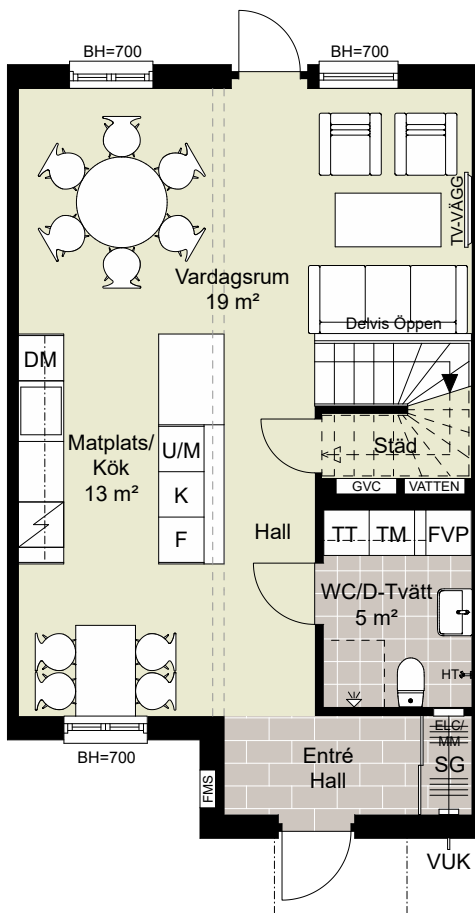 BH=700
BH=700
TV-VÄGG
Vardagsrum
19 m²
Delvis Öppen
DM
Matplats/
Kök
13 m²
U/M
K
F
Städ
GVC
VATTEN
Hall
TT
TM
FVP
WC/D-Tvätt
5 m²
HT
BH=700
ELC/
MM
SG
Entré
Hall
FMS
VUK